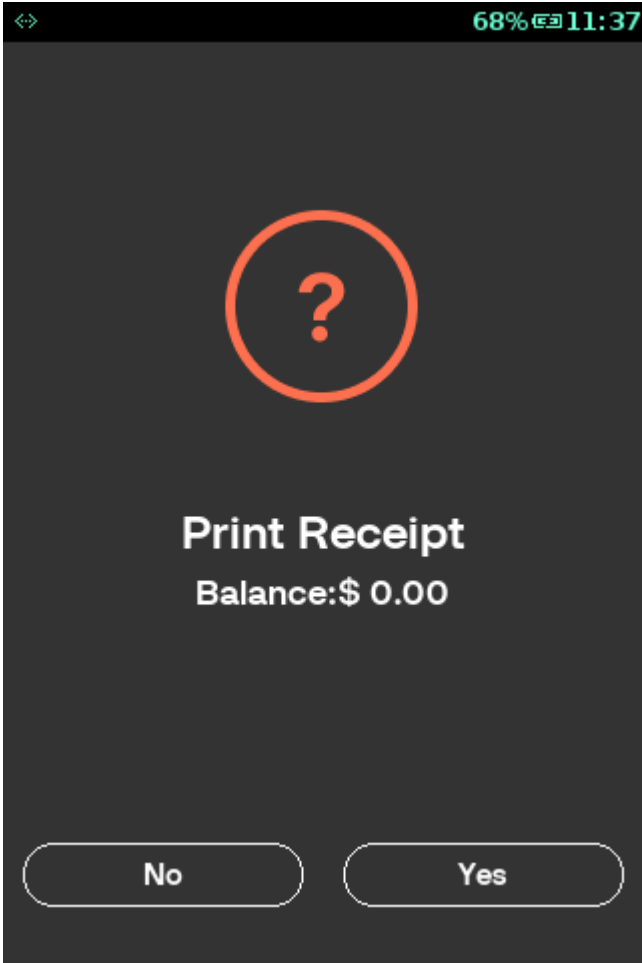 68% 11:37
?
Print Receipt
Balance:$ 0.00
No Yes